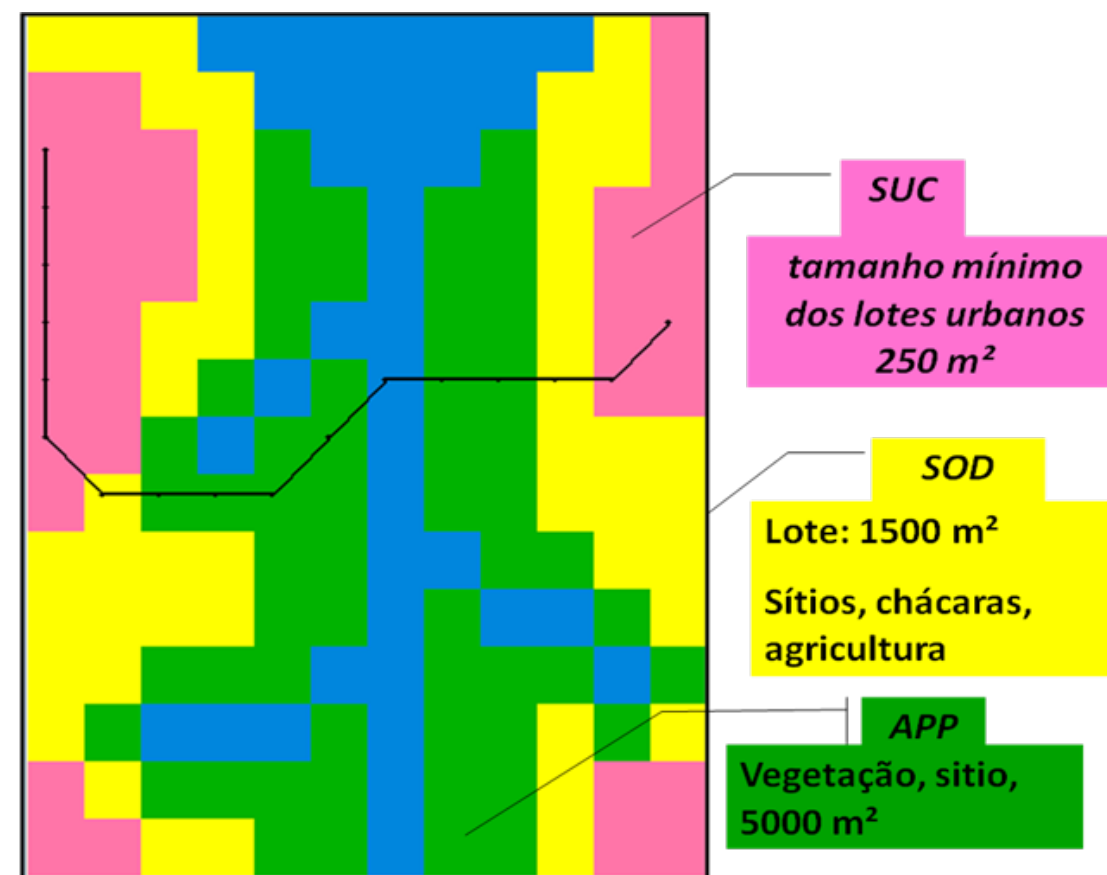 SUC
tamanho mínimo
dos lotes urbanos
250 m²
SOD
Lote: 1500 m²
Sítios, chácaras,
agricultura
APP
Vegetação, sitio,
5000 m²